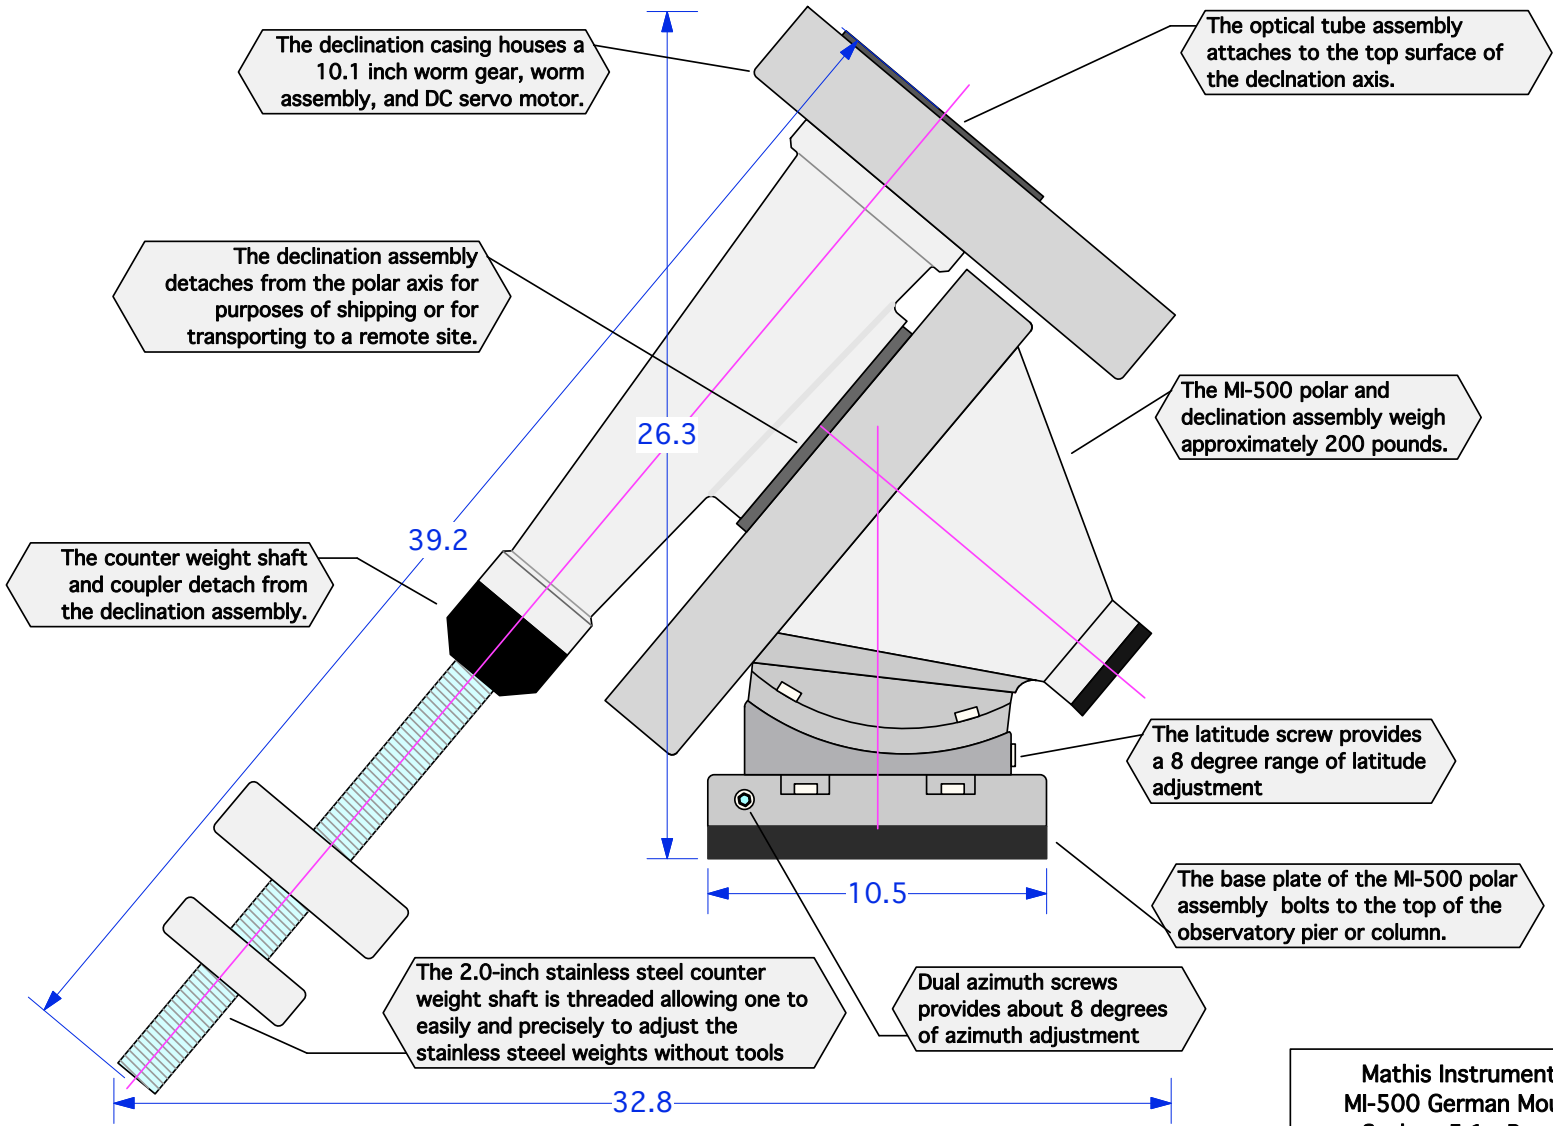 The declination casing houses a
10.1 inch worm gear, worm
assembly, and DC servo motor.
The optical tube assembly
attaches to the top surface of
the declnation axis.
The declination assembly
detaches from the polar axis for
purposes of shipping or for
transporting to a remote site.
The MI-500 polar and
declination assembly weigh
approximately 200 pounds.
26.3
39.2
The counter weight shaft
and coupler detach from
the declination assembly.
The latitude screw provides
a 8 degree range of latitude
adjustment
10.5
The base plate of the MI-500 polar
assembly bolts to the top of the
observatory pier or column.
The 2.0-inch stainless steel counter
weight shaft is threaded allowing one to
easily and precisely to adjust the
stainless steeel weights without tools
Dual azimuth screws
provides about 8 degrees
of azimuth adjustment
32.8
Mathis Instrument
MI-500 German Mou